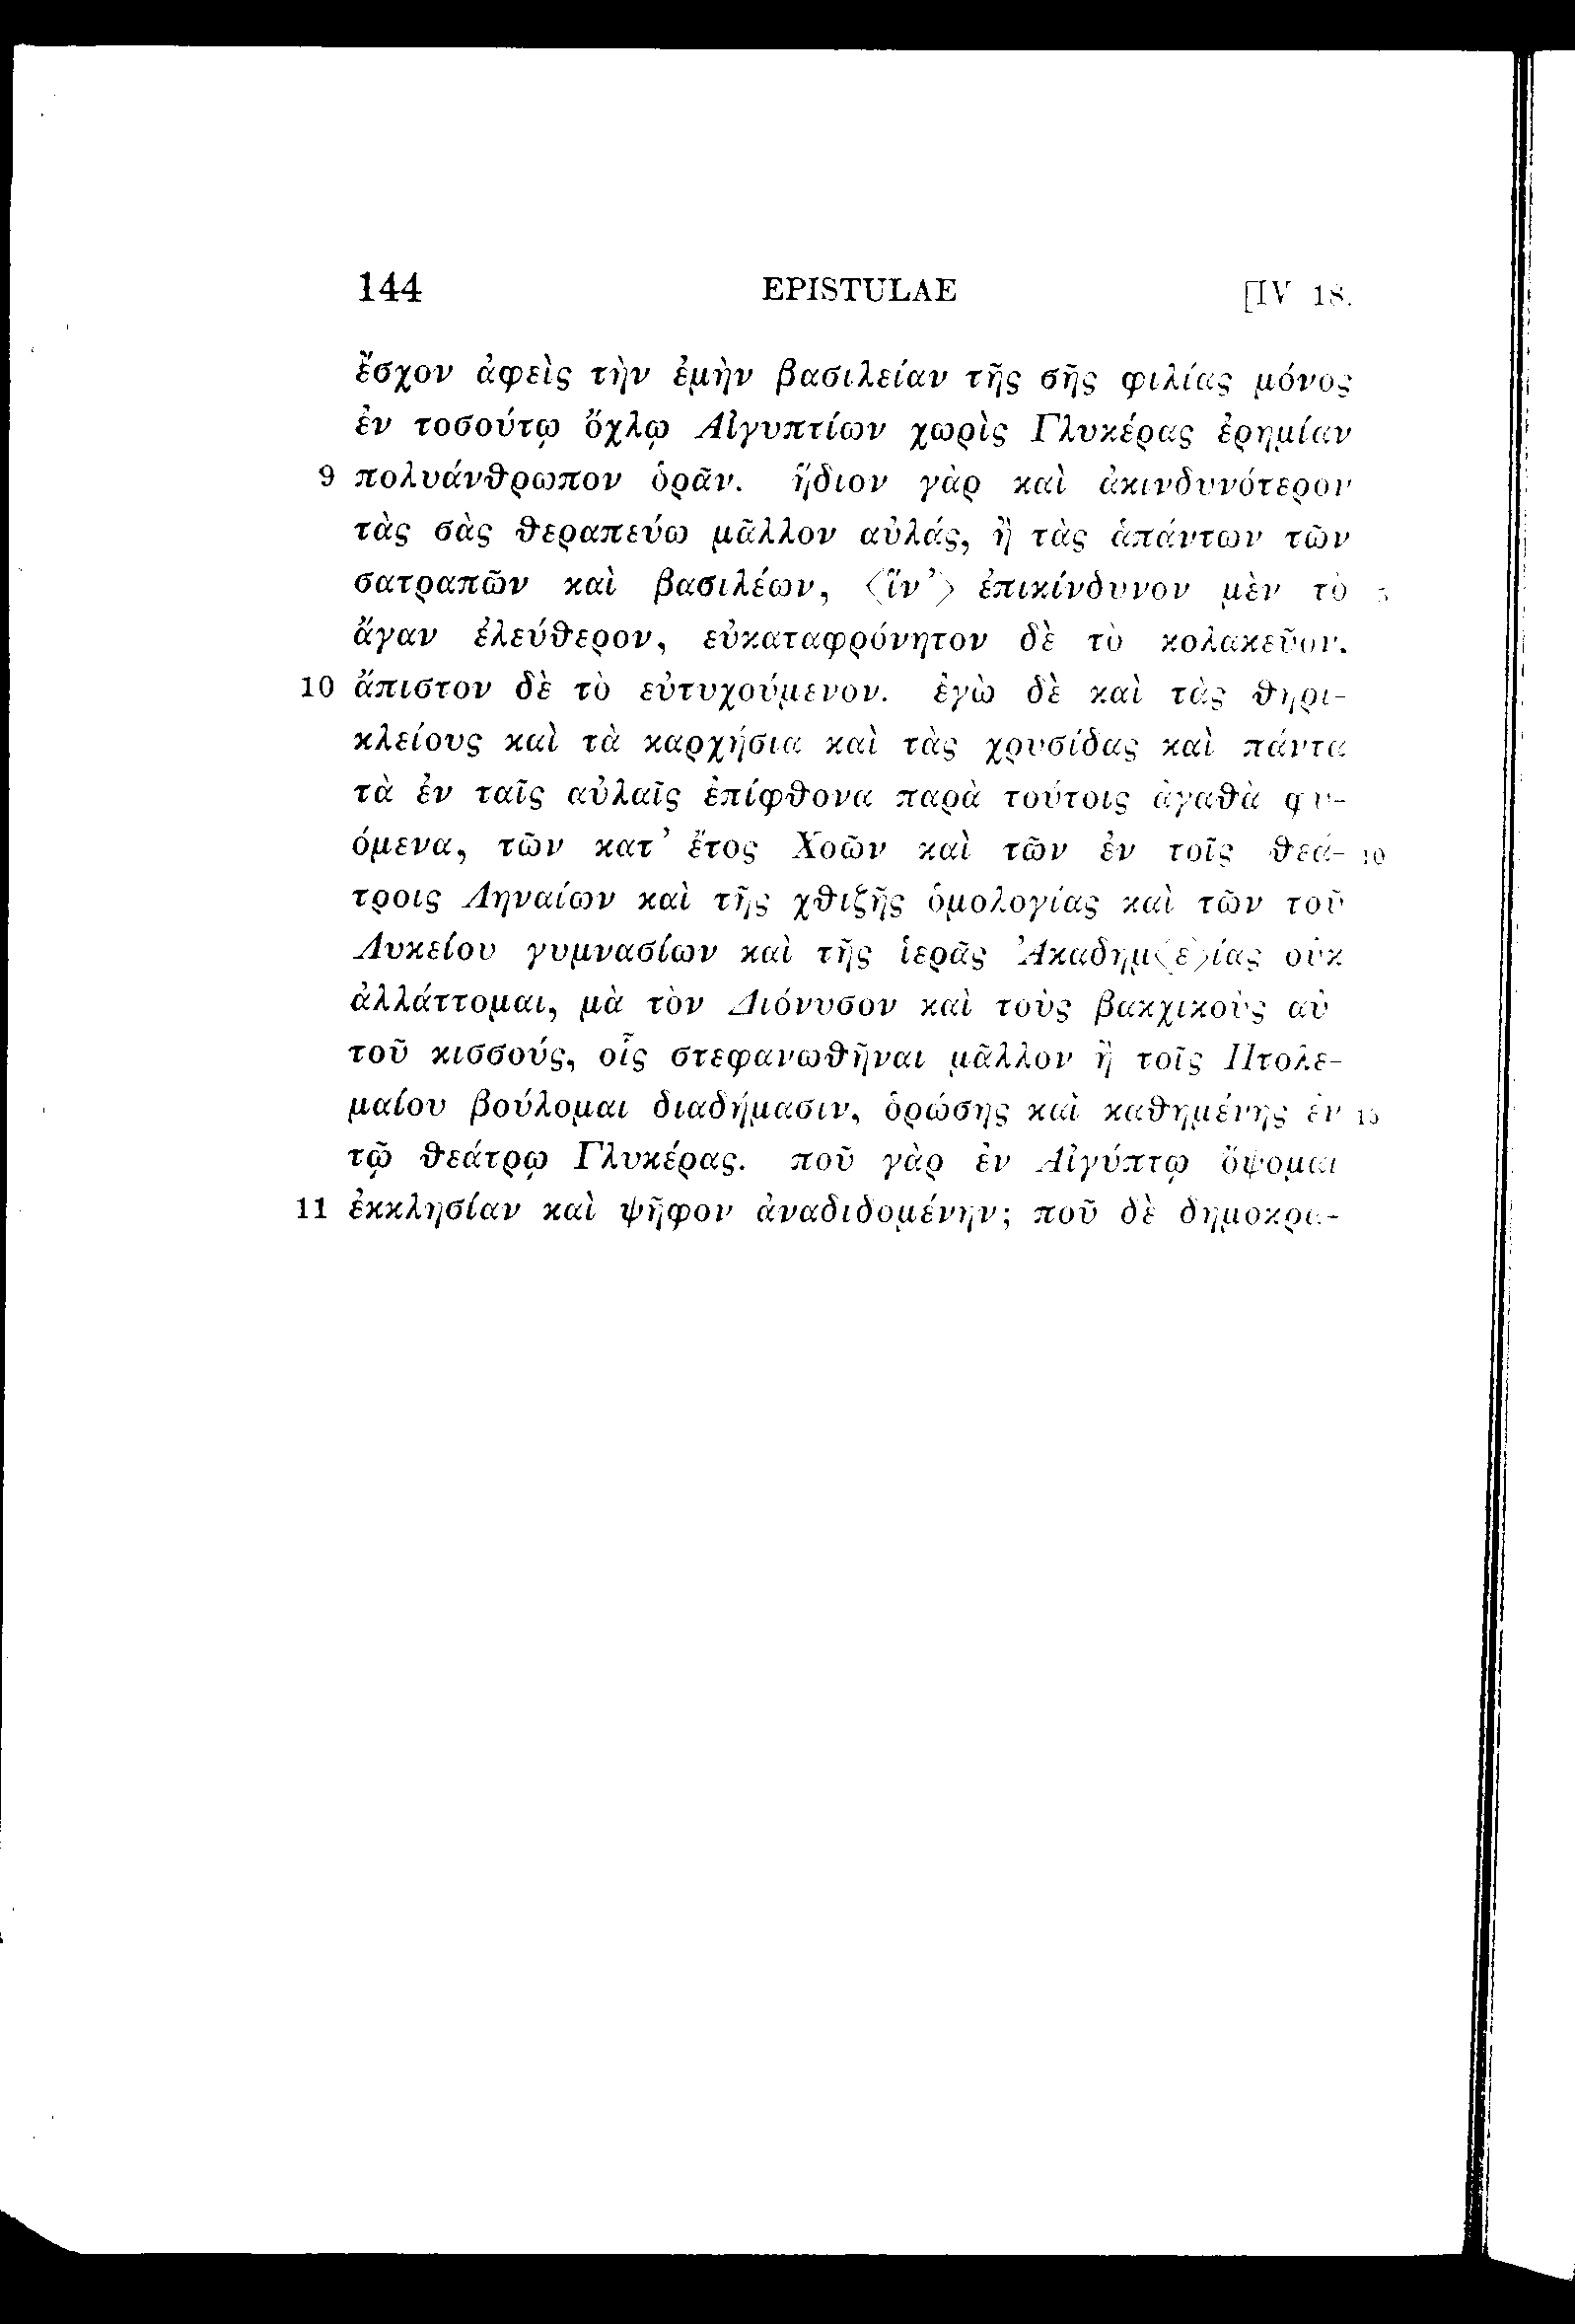 144 EPISTULAE [IV 18.
ἔσχον ἀφεὶς τὴν ἐμὴν βασιλείαν τῆς σῆς φιλίας μόνος
ἐν τοσούτῳ ὄχλῳ Αἰγυπτίων χωρὶς Γλυκέρας ἐρημίαν
9 πολυάνθρωπον ὁρᾶν. ἥδιον γὰρ καὶ ἀκινδυνότερον
τὰς σὰς θεραπεύω μᾶλλον αὐλάς, ἢ τὰς ἁπάντων τῶν
σατραπῶν καὶ βασιλέων, ⟨ἵν’⟩ ἐπικίνδυνον μὲν τὸ 5
ἄγαν ἐλεύθερον, εὐκαταφρόνητον δὲ τὸ κολακεῦον.
10 ἄπιστον δὲ τὸ εὐτυχούμενον. ἐγὼ δὲ καὶ τὰς θηρι-
κλείους καὶ τὰ καρχήσια καὶ τὰς χρυσίδας καὶ πάντα
τὰ ἐν ταῖς αὐλαῖς ἐπίφθονα παρὰ τούτοις ἀγαθὰ φυ-
όμενα, τῶν κατ’ ἔτος Χοῶν καὶ τῶν ἐν τοῖς θεά- 10
τροις Ληναίων καὶ τῆς χθιζῆς ὁμολογίας καὶ τῶν τοῦ
Λυκείου γυμνασίων καὶ τῆς ἱερᾶς Ἀκαδημ⟨ε⟩ίας οὐκ
ἀλλάττομαι, μὰ τὸν Διόνυσον καὶ τοὺς βακχικοὺς αὐ
τοῦ κισσούς, οἷς στεφανωθῆναι μᾶλλον ἢ τοῖς Πτολε-
μαίου βούλομαι διαδήμασιν, ὁρώσης καὶ καθημένης ἐν 15
τῷ θεάτρῳ Γλυκέρας. ποῦ γὰρ ἐν Αἰγύπτῳ ὄψομαι
11 ἐκκλησίαν καὶ ψῆφον ἀναδιδομένην; ποῦ δὲ δημοκρα-